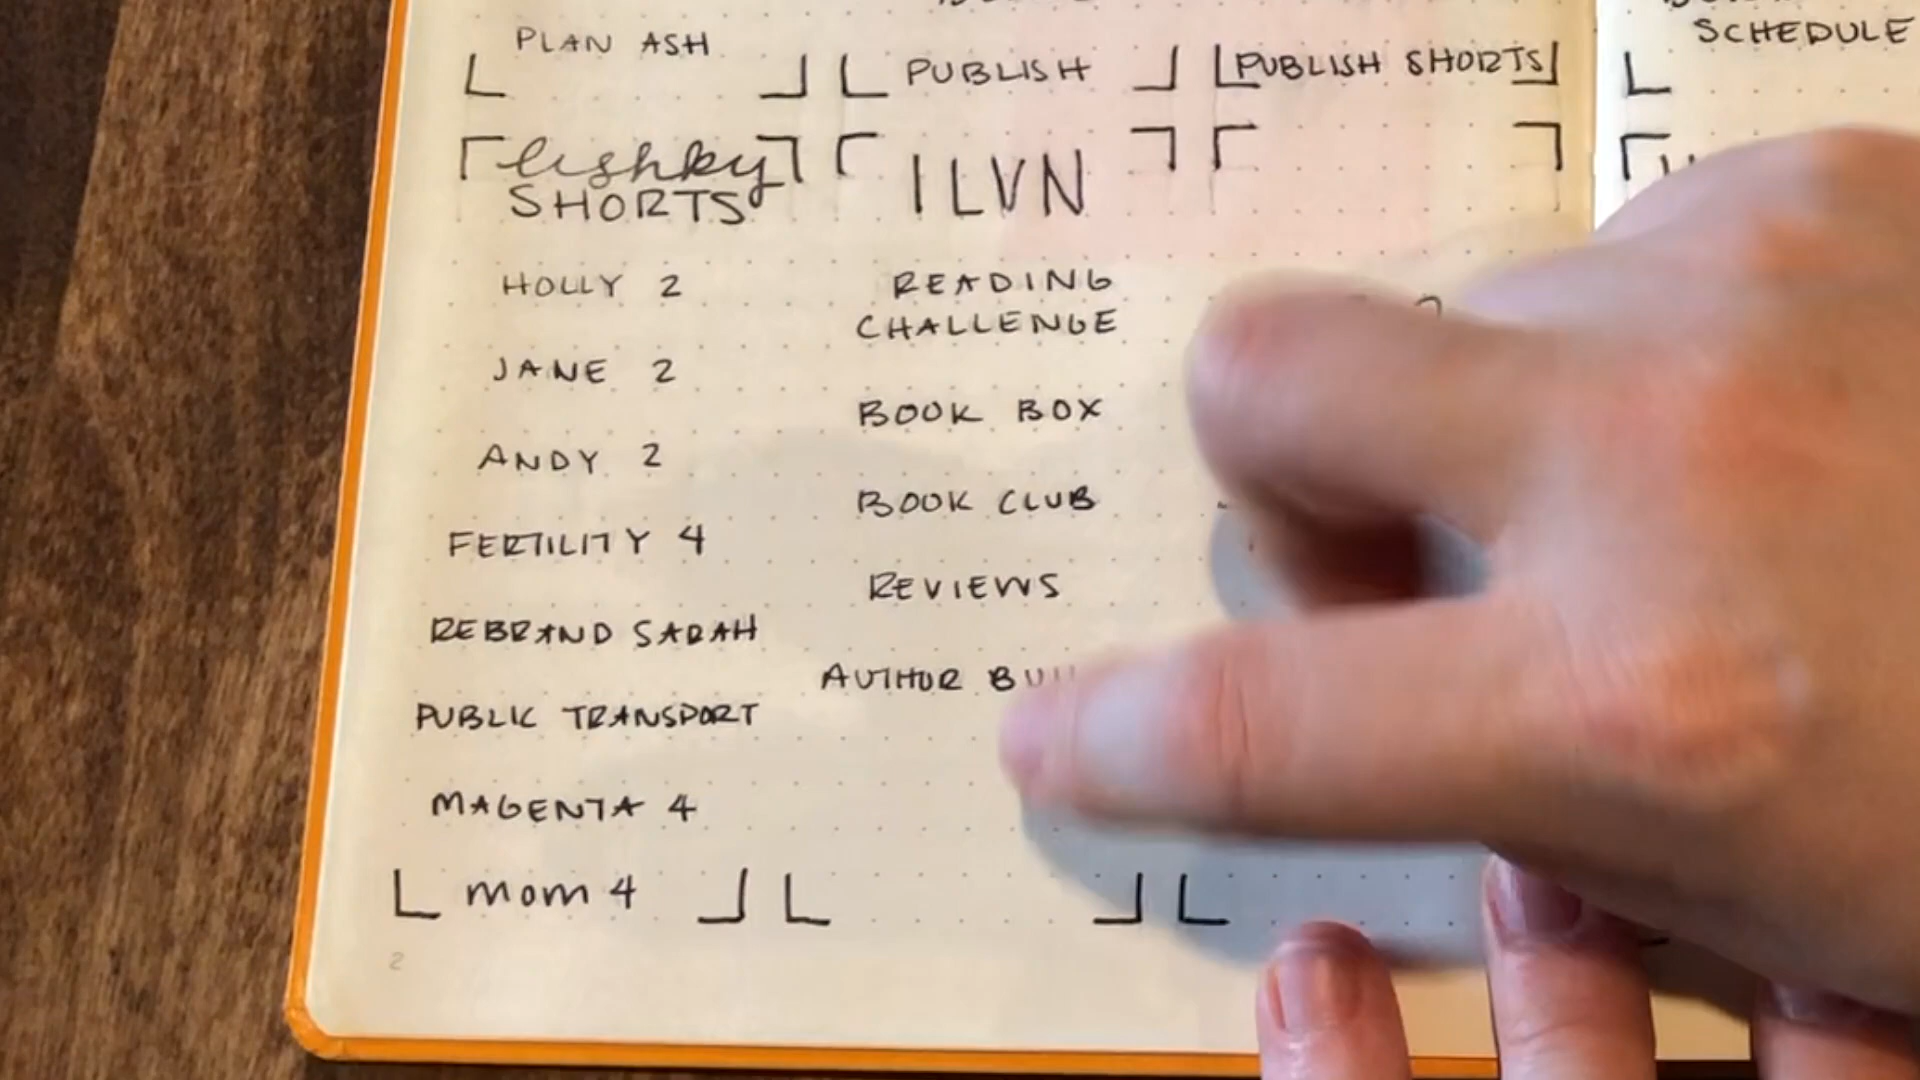 PLAN ASH
PUBLISH
PUBLISH SHORTS
SCHEDULE
lishky
SHORTS
HOLLY 2
JANE 2
ANDY 2
FERTILITY 4
REBRAND SARAH
PUBLIC TRANSPORT
MAGENTA 4
mom 4
ILVN
READING
CHALLENGE
BOOK BOX
BOOK CLUB
REVIEWS
AUTHOR
2